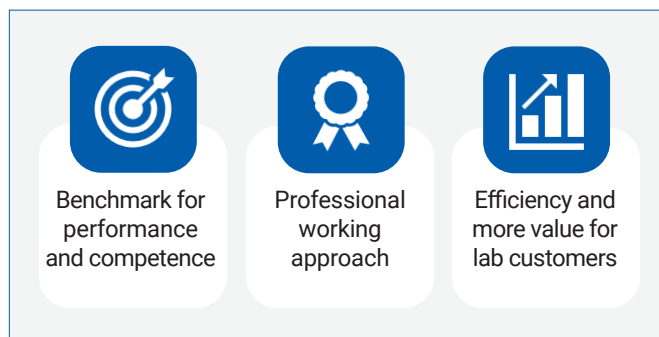 Benchmark for
performance
and competence
Professional
working
approach
Efficiency and
more value for
lab customers